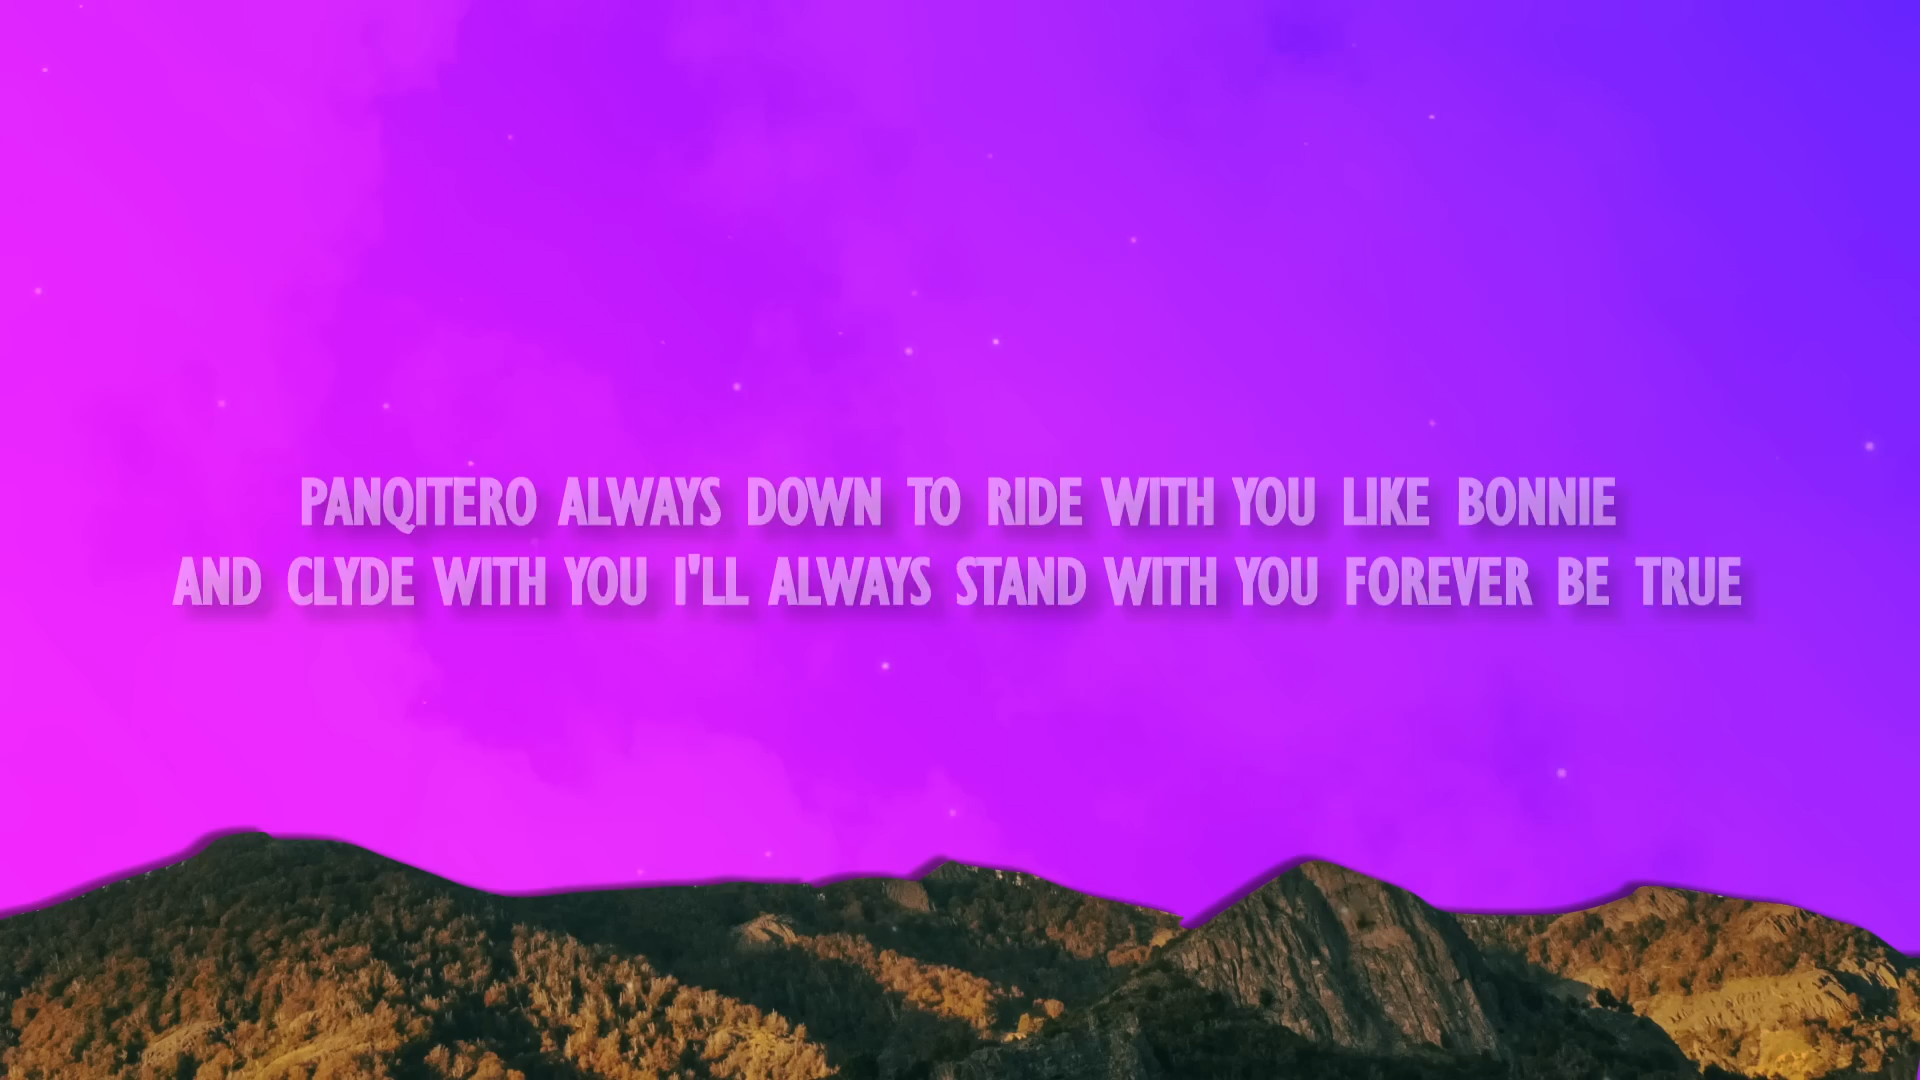 PANQITERO ALWAYS DOWN TO RIDE WITH YOU LIKE BONNIE
AND CLYDE WITH YOU I'LL ALWAYS STAND WITH YOU FOREVER BE TRUE